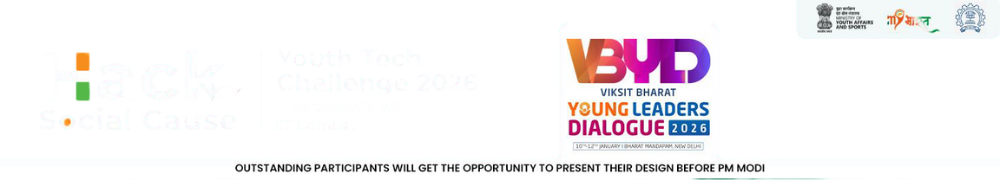 Hack
Social Cause
Youth Tech
Challenge 2026
VBYLD
VIKSIT BHARAT
YOUNG LEADERS
DIALOGUE 2026
10TH-12TH JANUARY | BHARAT MANDAPAM, NEW DELHI
YOUTH AFFAIRS
AND SPORTS
OUTSTANDING PARTICIPANTS WILL GET THE OPPORTUNITY TO PRESENT THEIR DESIGN BEFORE PM MODI